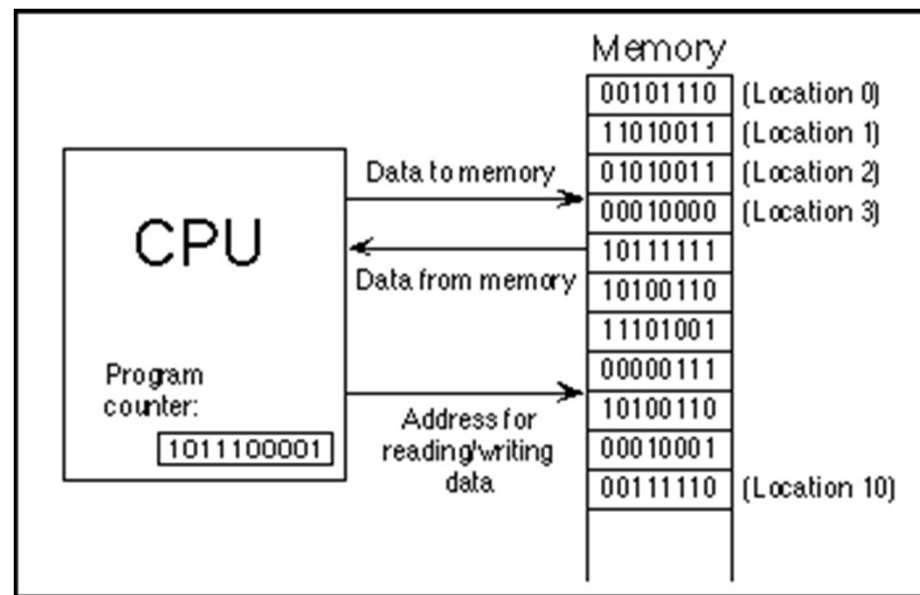 Memory
00101110 (Location 0)
11010011 (Location 1)
01010011 (Location 2)
00010000 (Location 3)
10111111
10100110
11101001
00000111
10100110
00010001
00111110 (Location 10)
CPU
Program
counter:
1011100001
Data to memory
Data from memory
Address for
reading/writing
data